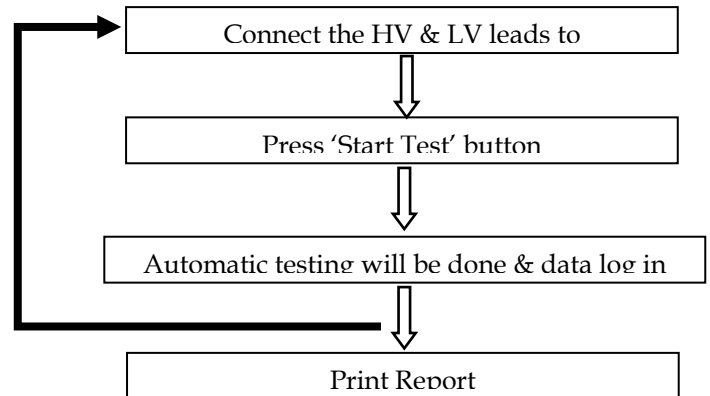 Connect the HV & LV leads to
Press ‘Start Test’ button
Automatic testing will be done & data log in
Print Report